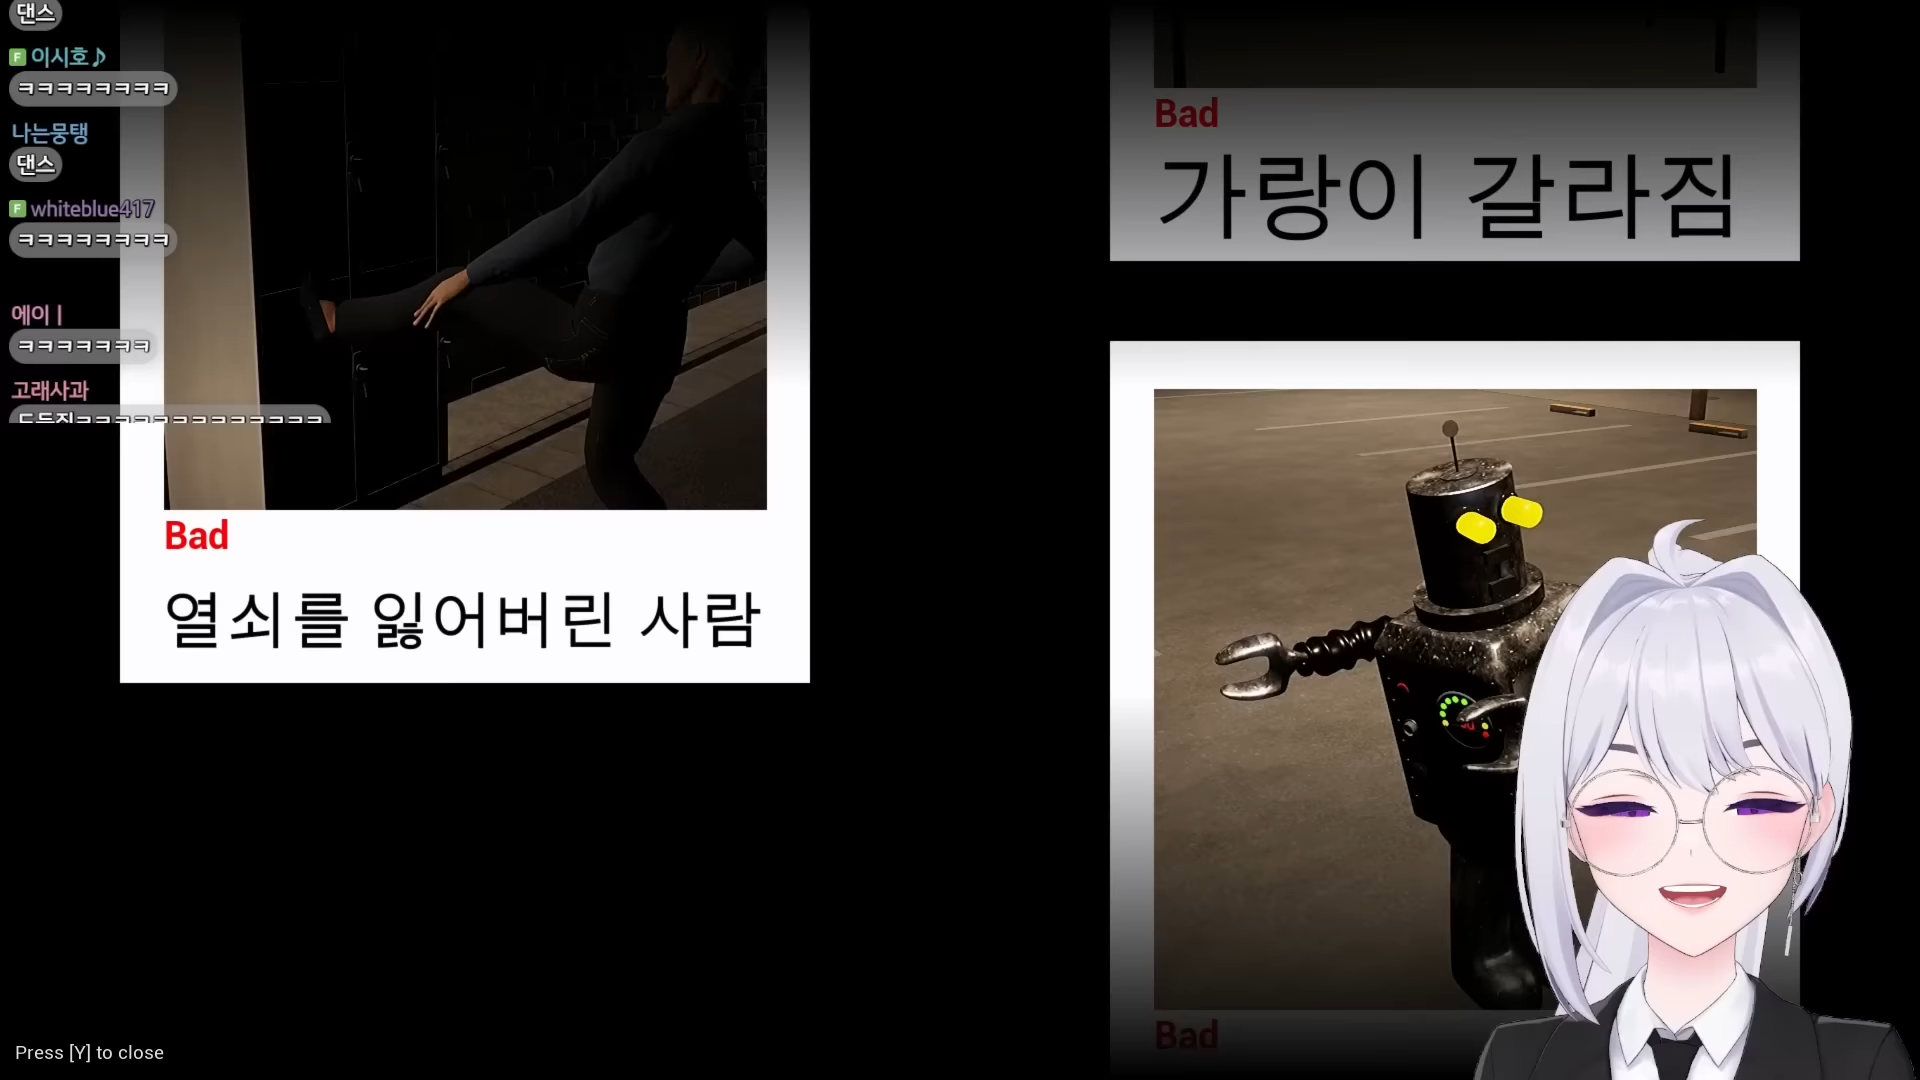 댄스
F 이시호♪
ㅋㅋㅋㅋㅋㅋㅋㅋ
나는뭉탱
댄스
F whiteblue417
ㅋㅋㅋㅋㅋㅋㅋㅋ
에이 |
ㅋㅋㅋㅋㅋㅋㅋ
고래사과
Bad
열쇠를 잃어버린 사람
Bad
가랑이 갈라짐
Bad
Press [Y] to close